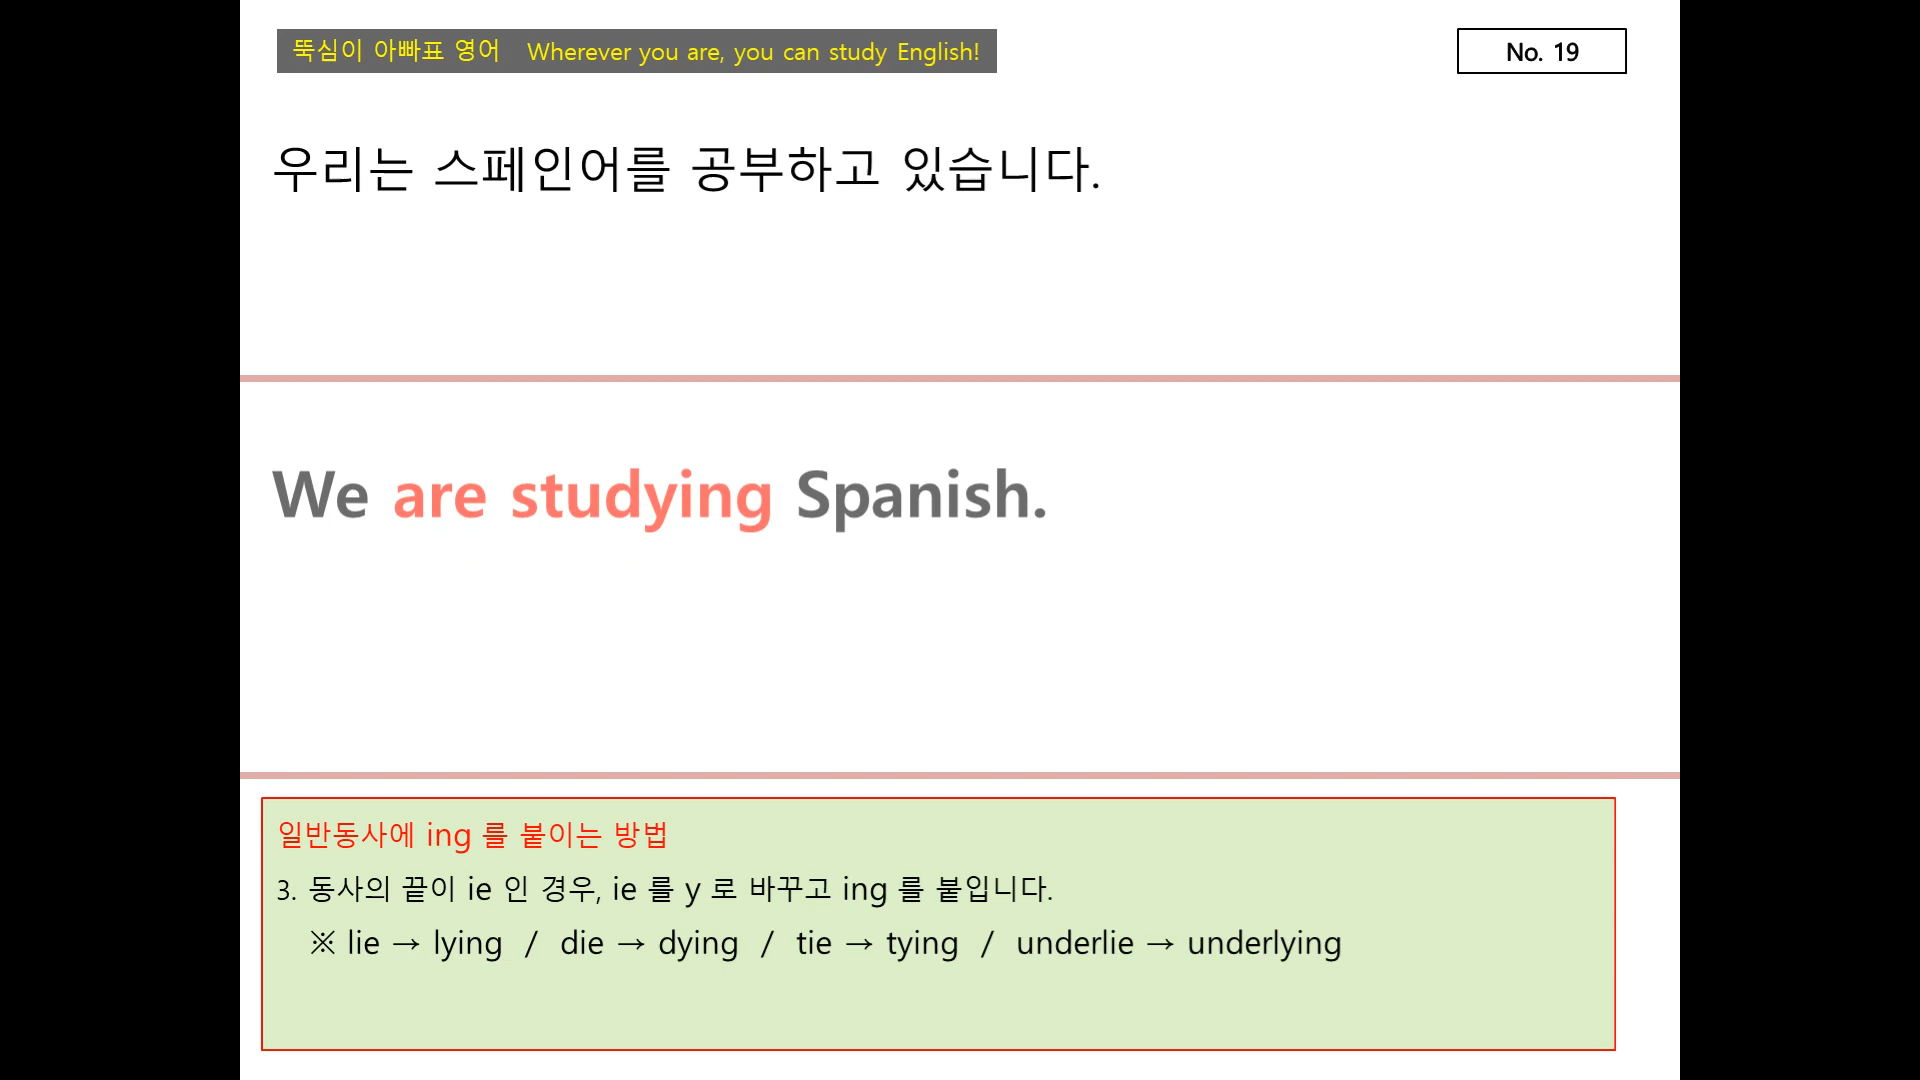 뚝심이 아빠표 영어 Wherever you are, you can study English!
No. 19
우리는 스페인어를 공부하고 있습니다.
We are studying Spanish.
일반동사에 ing 를 붙이는 방법
3. 동사의 끝이 ie 인 경우, ie 를 y 로 바꾸고 ing 를 붙입니다.
※ lie → lying / die → dying / tie → tying / underlie → underlying